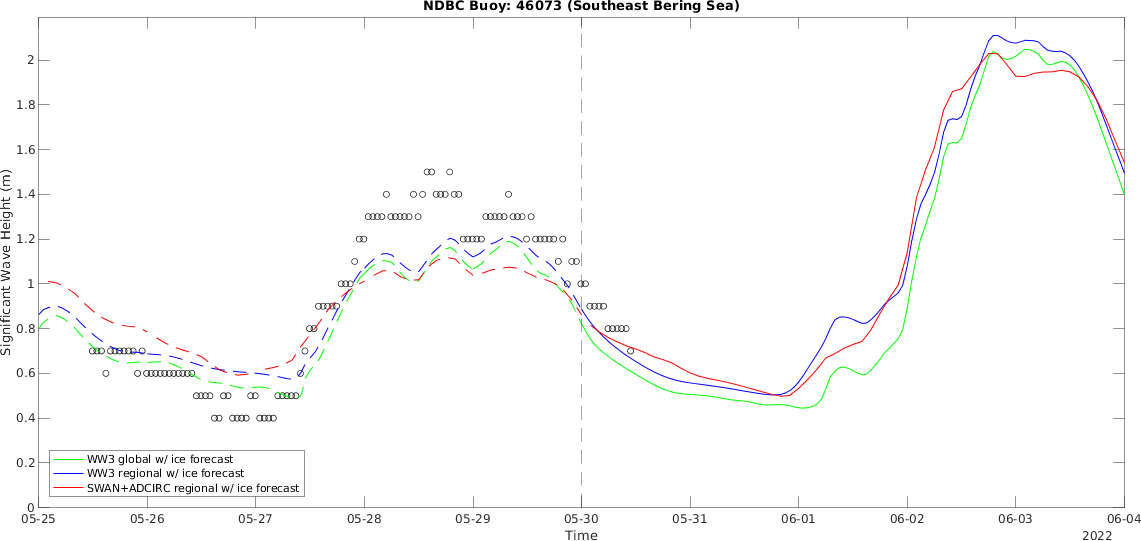 NDBC Buoy: 46073 (Southeast Bering Sea)
Significant Wave Height (m)
2
1.8
1.6
1.4
1.2
1
0.8
0.6
0.4
0.2
0
WW3 global w/ ice forecast
WW3 regional w/ ice forecast
SWAN+ADCIRC regional w/ ice forecast
05-25 05-26 05-27 05-28 05-29 05-30 05-31 06-01 06-02 06-03 06-04
Time
2022